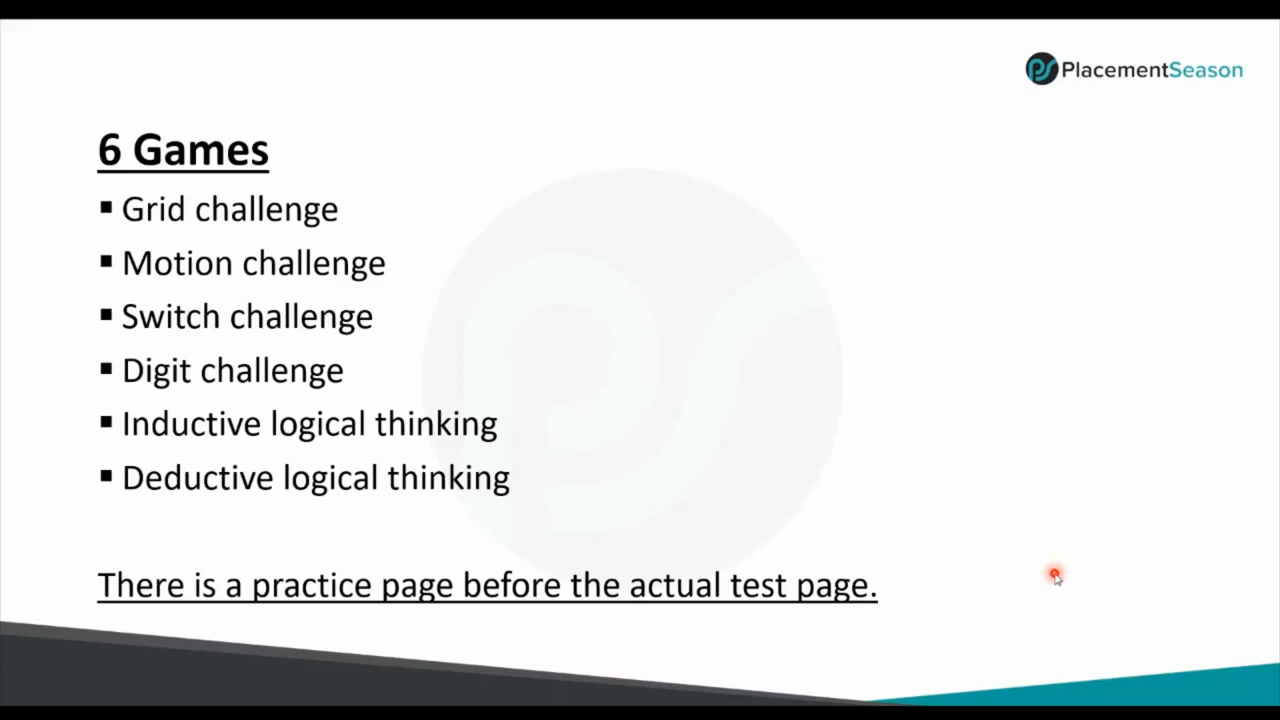 PlacementSeason
6 Games
▪ Grid challenge
▪ Motion challenge
▪ Switch challenge
▪ Digit challenge
▪ Inductive logical thinking
▪ Deductive logical thinking
There is a practice page before the actual test page.